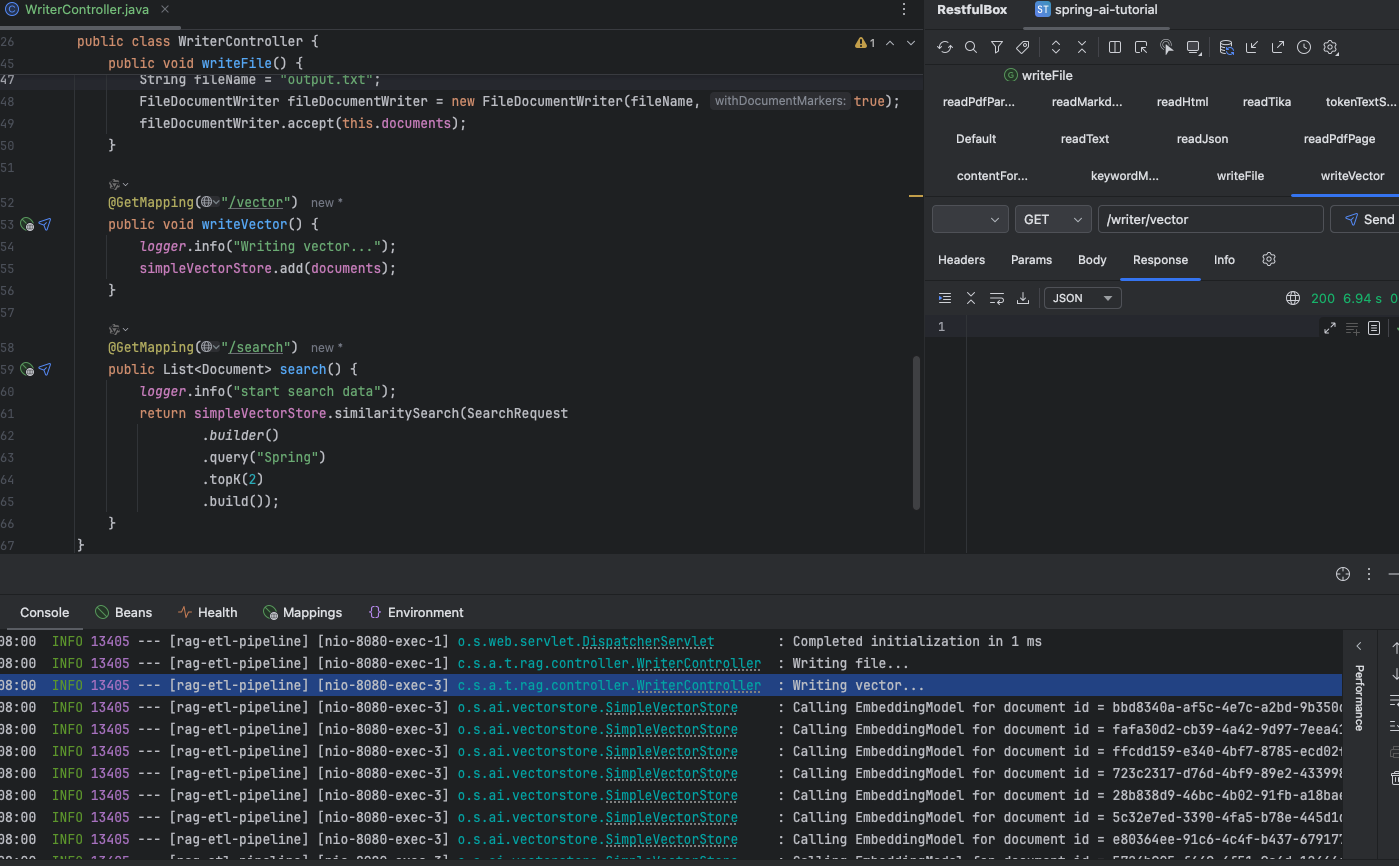 WriterController.java
26 public class WriterController {
45 public void writeFile() {
47 String fileName = "output.txt";
48 FileDocumentWriter fileDocumentWriter = new FileDocumentWriter(fileName, withDocumentMarkers: true);
49 fileDocumentWriter.accept(this.documents);
50 }
51
52 @GetMapping("/vector") new *
53 public void writeVector() {
54 logger.info("Writing vector...");
55 simpleVectorStore.add(documents);
56 }
57
58 @GetMapping("/search") new *
59 public List<Document> search() {
60 logger.info("start search data");
61 return simpleVectorStore.similaritySearch(SearchRequest
62 .builder()
63 .query("Spring")
64 .topK(2)
65 .build());
66 }
67 }
1
RestfulBox ST spring-ai-tutorial
G writeFile
readPdfPar... readMarkd... readHtml readTika tokenTextS...
Default readText readJson readPdfPage
contentFor... keywordM... writeFile writeVector
GET /writer/vector Send
Headers Params Body Response Info
JSON 200 6.94 s
1
Console Beans Health Mappings Environment
08:00 INFO 13405 --- [rag-etl-pipeline] [nio-8080-exec-1] o.s.web.servlet.DispatcherServlet : Completed initialization in 1 ms
08:00 INFO 13405 --- [rag-etl-pipeline] [nio-8080-exec-1] c.s.a.t.rag.controller.WriterController : Writing file...
08:00 INFO 13405 --- [rag-etl-pipeline] [nio-8080-exec-3] c.s.a.t.rag.controller.WriterController : Writing vector...
08:00 INFO 13405 --- [rag-etl-pipeline] [nio-8080-exec-3] o.s.ai.vectorstore.SimpleVectorStore : Calling EmbeddingModel for document id = bbd8340a-af5c-4e7c-a2bd-9b350
08:00 INFO 13405 --- [rag-etl-pipeline] [nio-8080-exec-3] o.s.ai.vectorstore.SimpleVectorStore : Calling EmbeddingModel for document id = fafa30d2-cb39-4a42-9d97-7eea4
08:00 INFO 13405 --- [rag-etl-pipeline] [nio-8080-exec-3] o.s.ai.vectorstore.SimpleVectorStore : Calling EmbeddingModel for document id = ffcdd159-e340-4bf7-8785-ecd02
08:00 INFO 13405 --- [rag-etl-pipeline] [nio-8080-exec-3] o.s.ai.vectorstore.SimpleVectorStore : Calling EmbeddingModel for document id = 723c2317-d76d-4bf9-89e2-433998
08:00 INFO 13405 --- [rag-etl-pipeline] [nio-8080-exec-3] o.s.ai.vectorstore.SimpleVectorStore : Calling EmbeddingModel for document id = 28b838d9-46bc-4b02-91fb-a18ba
08:00 INFO 13405 --- [rag-etl-pipeline] [nio-8080-exec-3] o.s.ai.vectorstore.SimpleVectorStore : Calling EmbeddingModel for document id = 5c32e7ed-3390-4fa5-b78e-445d1
08:00 INFO 13405 --- [rag-etl-pipeline] [nio-8080-exec-3] o.s.ai.vectorstore.SimpleVectorStore : Calling EmbeddingModel for document id = e80364ee-91c6-4c4f-b437-679177
Performance